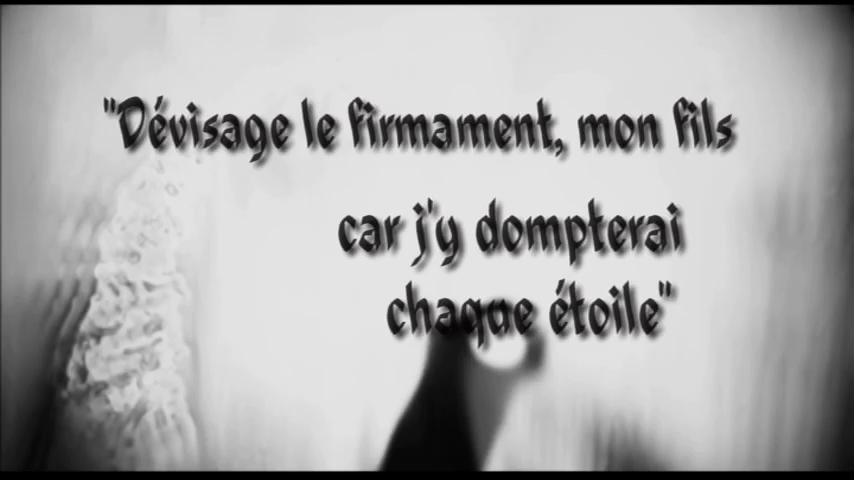 "Dévisage le firmament, mon fils
car j'y dompterai
chaque étoile"